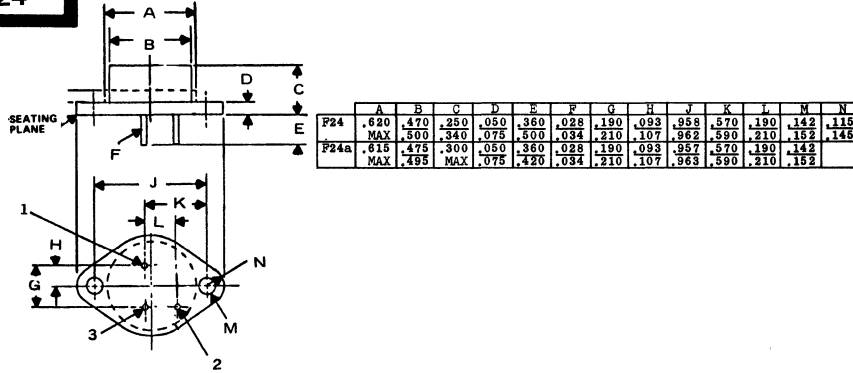 24
A
B
D
C
SEATING
PLANE
E
F
A B C D E F G H J K L M N
F24 .620 .470 .250 .050 .360 .028 .190 .093 .958 .570 .190 .142 .115
MAX .500 .340 .075 .500 .034 .210 .107 .962 .590 .210 .152 .145
F24a .615 .475 .300 .050 .360 .028 .190 .093 .957 .570 .190 .142
MAX .495 MAX .075 .420 .034 .210 .107 .963 .590 .210 .152
J
K
1
L
H
N
G
M
3
2